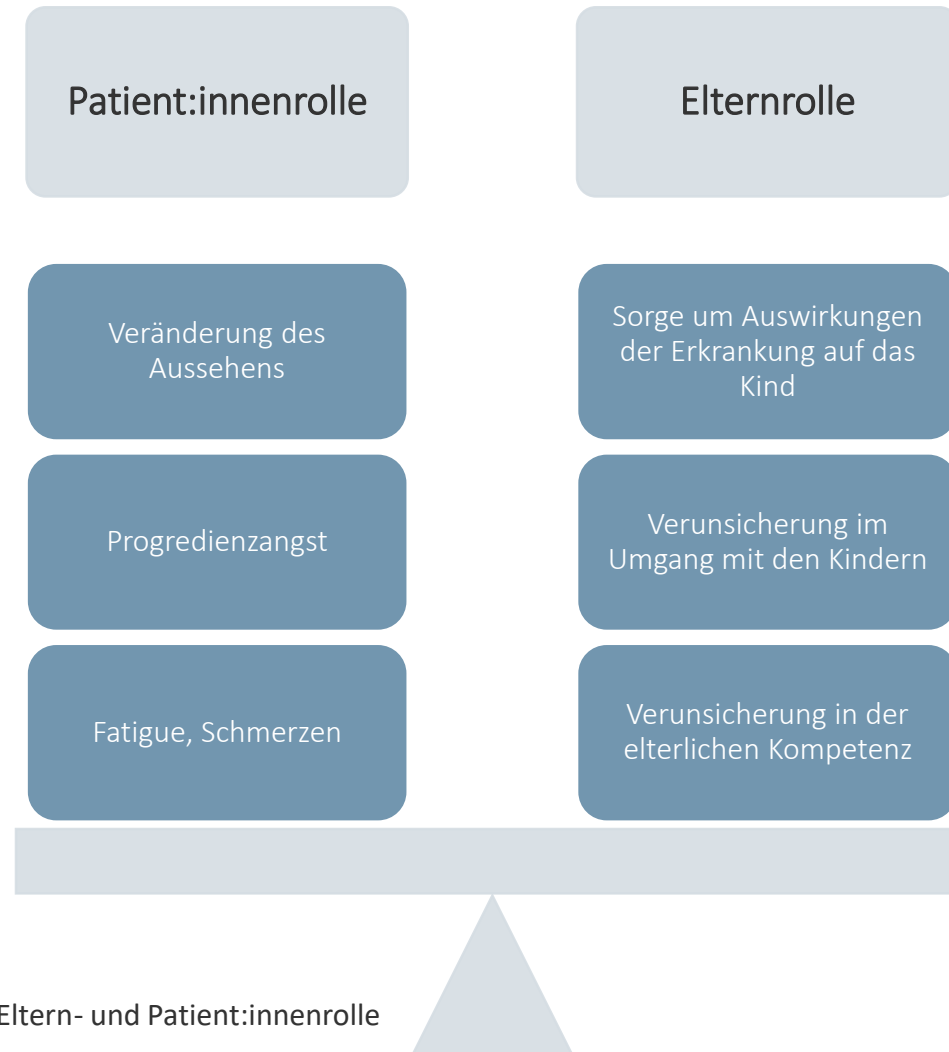 Patient:innenrolle
Elternrolle
Veränderung des
Aussehens
Sorge um Auswirkungen
der Erkrankung auf das
Kind
Progredienzangst
Verunsicherung im
Umgang mit den Kindern
Fatigue, Schmerzen
Verunsicherung in der
elterlichen Kompetenz
Eltern- und Patient:innenrolle